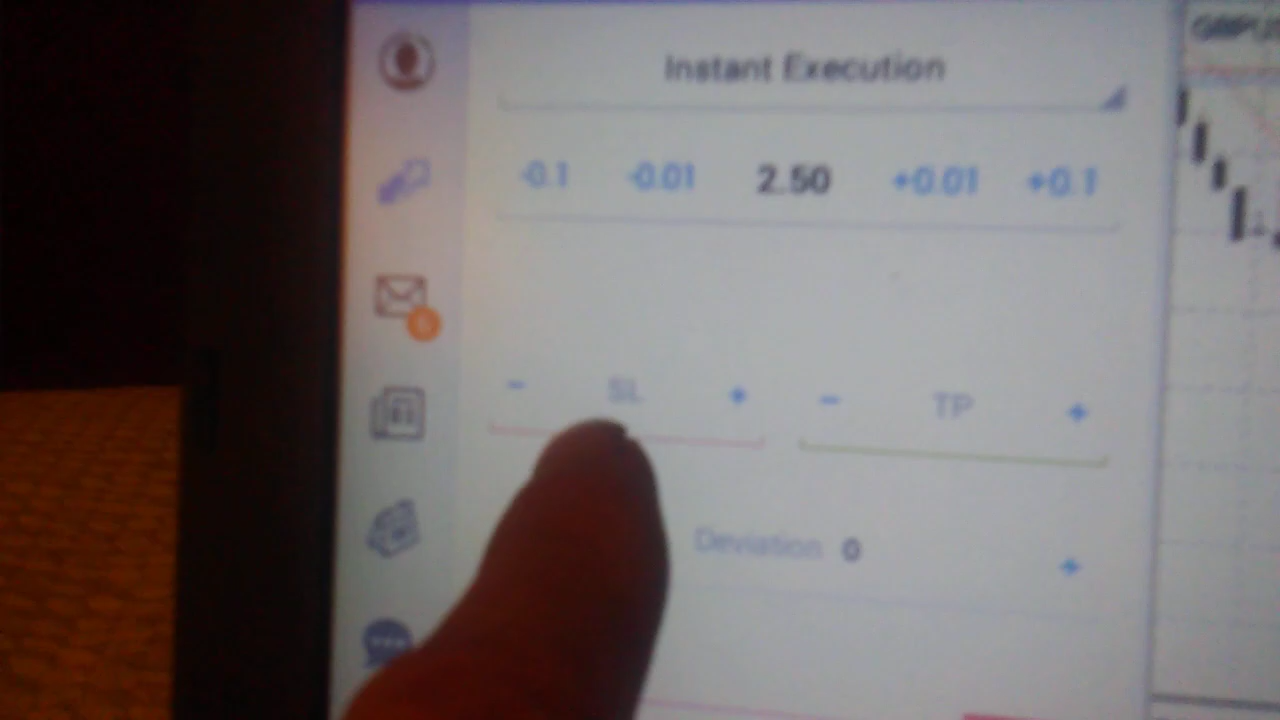 Instant Execution
-0.1 -0.01 2.50 +0.01 +0.1
- SL + - TP +
Deviation 0 +